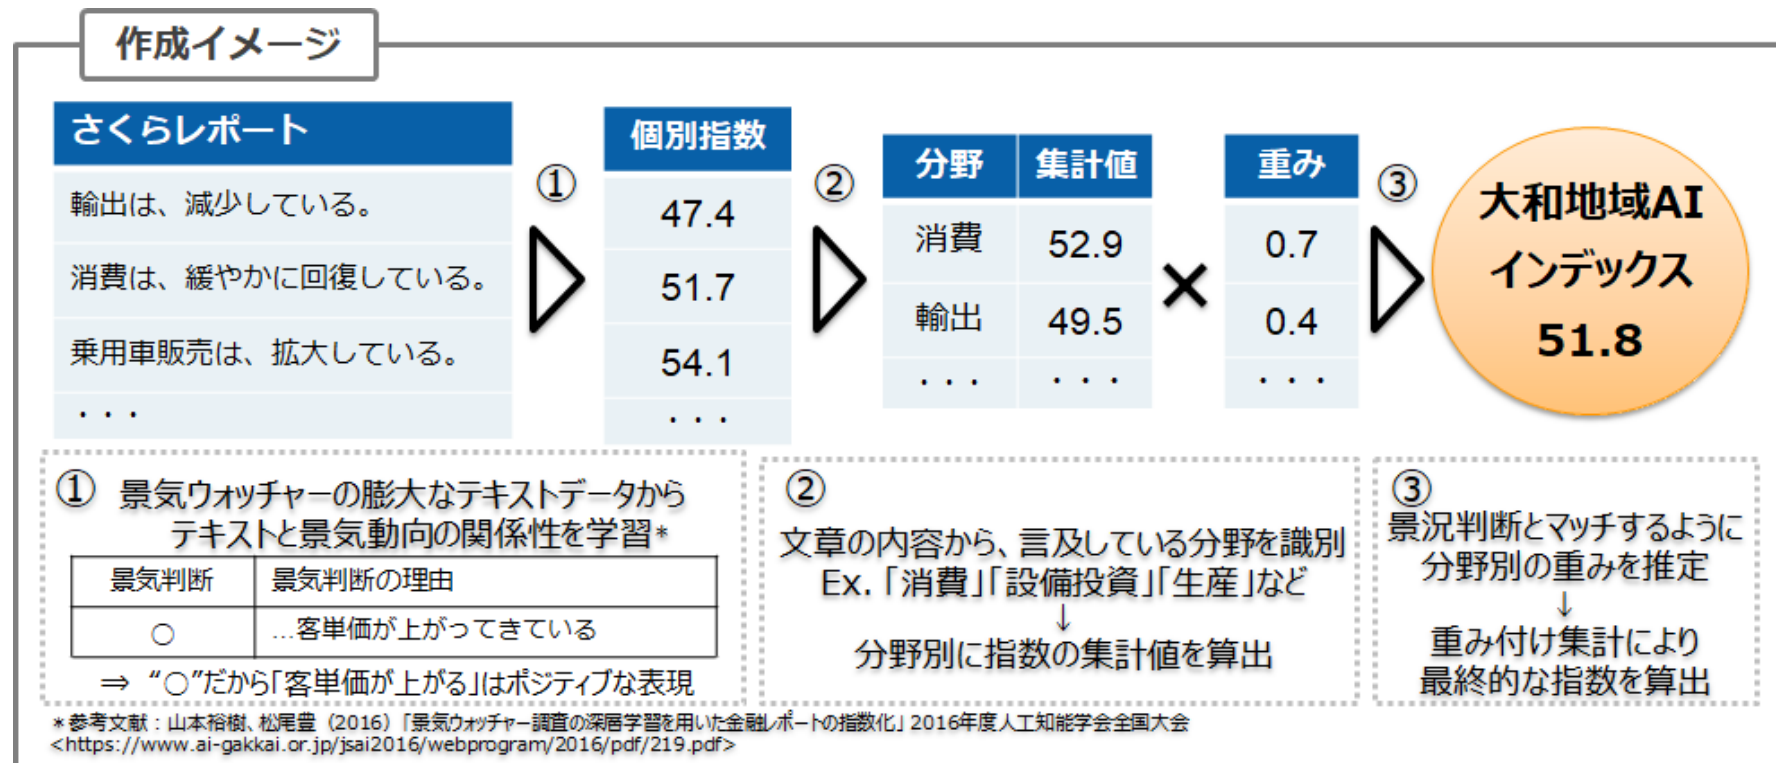 作成イメージ
さくらレポート
輸出は、減少している。
消費は、緩やかに回復している。
乗用車販売は、拡大している。
・・・
①
個別指数
47.4
51.7
54.1
・・・
②
分野 集計値
消費 52.9
輸出 49.5
・・・ ・・・
×
重み
0.7
0.4
・・・
③
大和地域AI
インデックス
51.8
① 景気ウォッチャーの膨大なテキストデータから
テキストと景気動向の関係性を学習*
景気判断 景気判断の理由
○ …客単価が上がってきている
⇒ “○”だから「客単価が上がる」はポジティブな表現
②
文章の内容から、言及している分野を識別
Ex.「消費」「設備投資」「生産」など
↓
分野別に指数の集計値を算出
③
景況判断とマッチするように
分野別の重みを推定
↓
重み付け集計により
最終的な指数を算出
*参考文献：山本裕樹、松尾豊（2016）「景気ウォッチャー調査の深層学習を用いた金融レポートの指数化」2016年度人工知能学会全国大会
<https://www.ai-gakkai.or.jp/jsai2016/webprogram/2016/pdf/219.pdf>